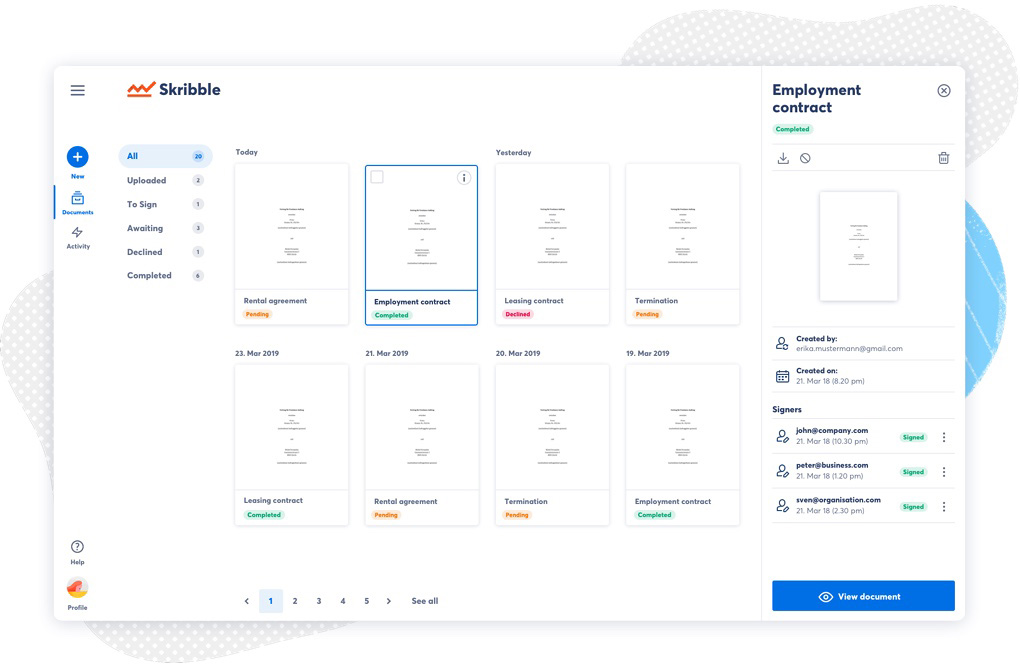 Skribble
New
Documents
Activity
Help
Profile
All 20
Uploaded 2
To Sign 1
Awaiting 3
Declined 1
Completed 6
Today
Yesterday
Rental agreement
Pending
Employment contract
Completed
Leasing contract
Declined
Termination
Pending
23. Mar 2019
21. Mar 2019
20. Mar 2019
19. Mar 2019
Leasing contract
Completed
Rental agreement
Pending
Termination
Pending
Employment contract
Completed
1 2 3 4 5 See all
Employment
contract
Completed
Created by:
erika.mustermann@gmail.com
Created on:
21. Mar 18 (8.20 pm)
Signers
john@company.com
21. Mar 18 (10.30 pm)
Signed
peter@business.com
21. Mar 18 (1.20 pm)
Signed
sven@organisation.com
21. Mar 18 (2.30 pm)
Signed
View document